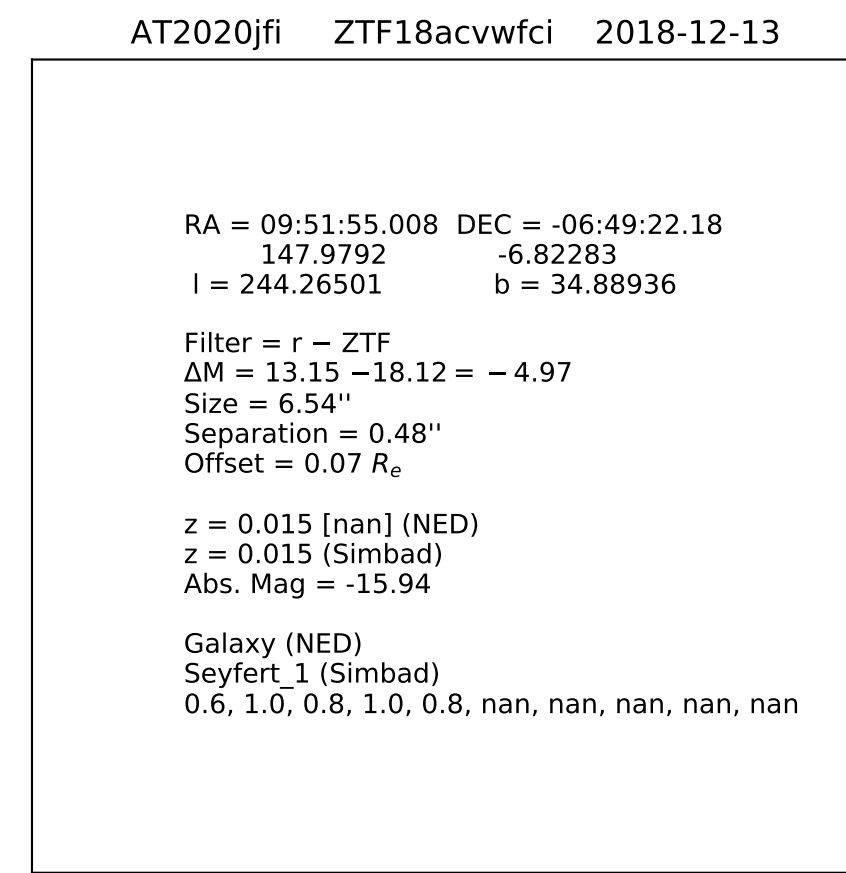 AT2020jfi ZTF18acvwfci 2018-12-13
RA = 09:51:55.008 DEC = -06:49:22.18
147.9792 -6.82283
l = 244.26501 b = 34.88936
Filter = r − ZTF
ΔM = 13.15 −18.12 = − 4.97
Size = 6.54''
Separation = 0.48''
Offset = 0.07 Rₑ
z = 0.015 [nan] (NED)
z = 0.015 (Simbad)
Abs. Mag = -15.94
Galaxy (NED)
Seyfert_1 (Simbad)
0.6, 1.0, 0.8, 1.0, 0.8, nan, nan, nan, nan, nan